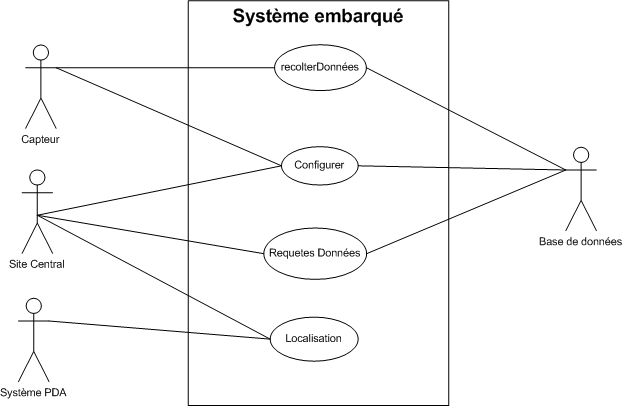 Système embarqué
recolterDonnées
Capteur
Configurer
Base de données
Site Central
Requetes Données
Localisation
Système PDA